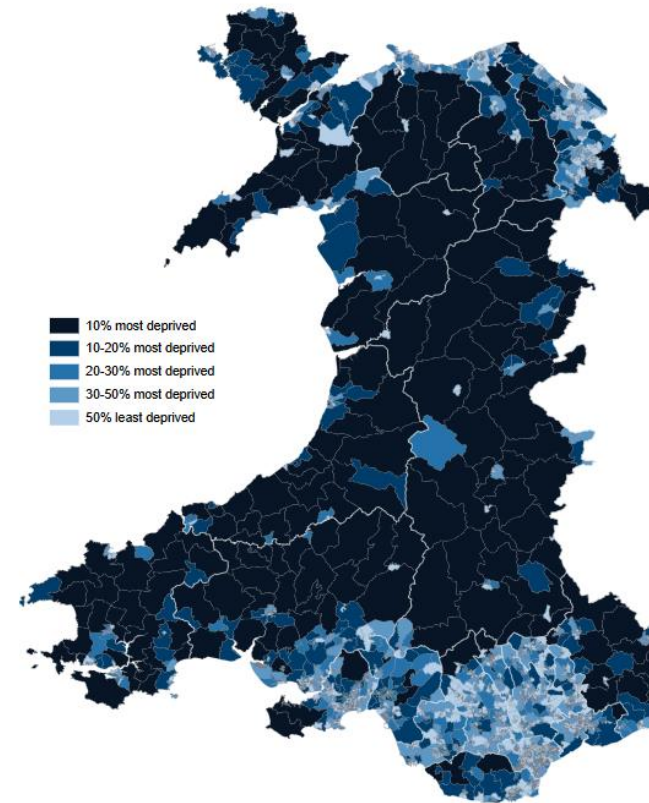 10% most deprived
10-20% most deprived
20-30% most deprived
30-50% most deprived
50% least deprived